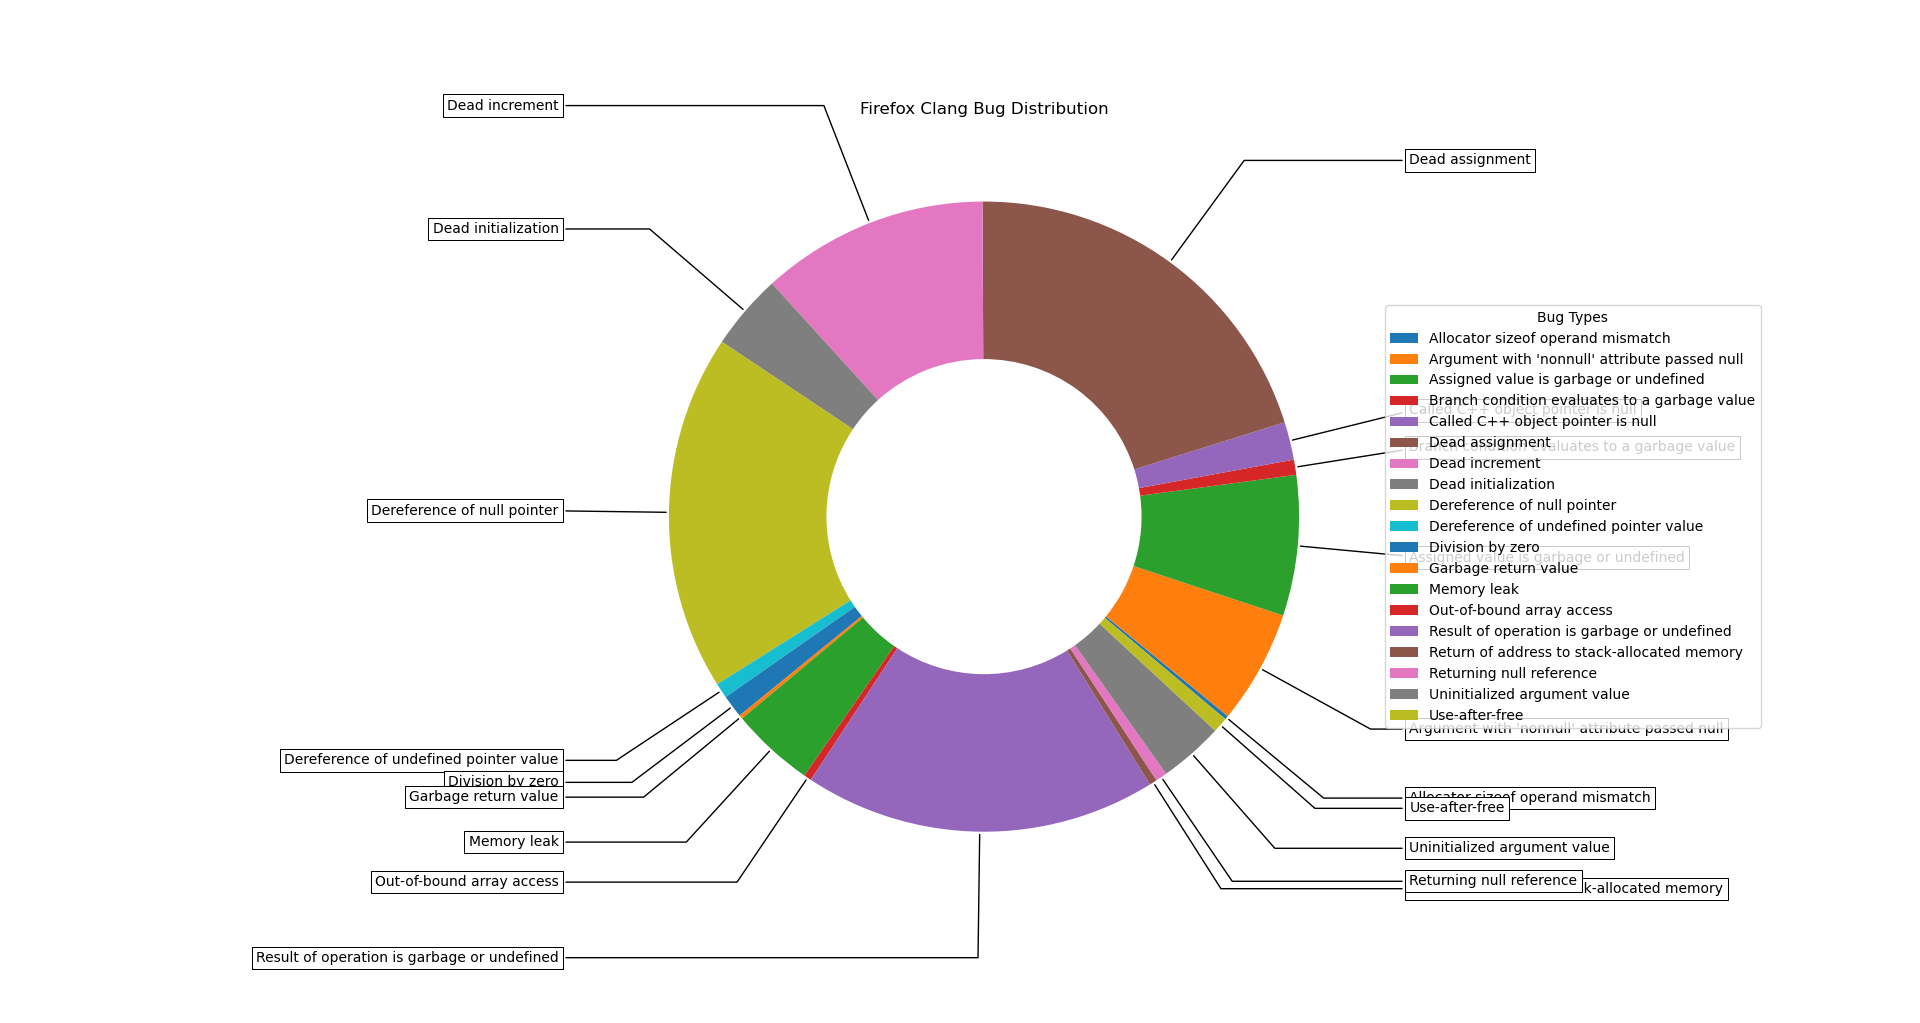 Firefox Clang Bug Distribution
Dead increment
Dead assignment
Dead initialization
Dereference of null pointer
Dereference of undefined pointer value
Division by zero
Garbage return value
Memory leak
Out-of-bound array access
Result of operation is garbage or undefined
Bug Types
Allocator sizeof operand mismatch
Argument with 'nonnull' attribute passed null
Assigned value is garbage or undefined
Branch condition evaluates to a garbage value
Called C++ object pointer is null
Dead assignment
Dead increment
Dead initialization
Dereference of null pointer
Dereference of undefined pointer value
Division by zero
Garbage return value
Memory leak
Out-of-bound array access
Result of operation is garbage or undefined
Return of address to stack-allocated memory
Returning null reference
Uninitialized argument value
Use-after-free
Called C++ object pointer is null
Branch condition evaluates to a garbage value
Assigned value is garbage or undefined
Argument with 'nonnull' attribute passed null
Allocator sizeof operand mismatch
Use-after-free
Uninitialized argument value
Returning null reference
k-allocated memory